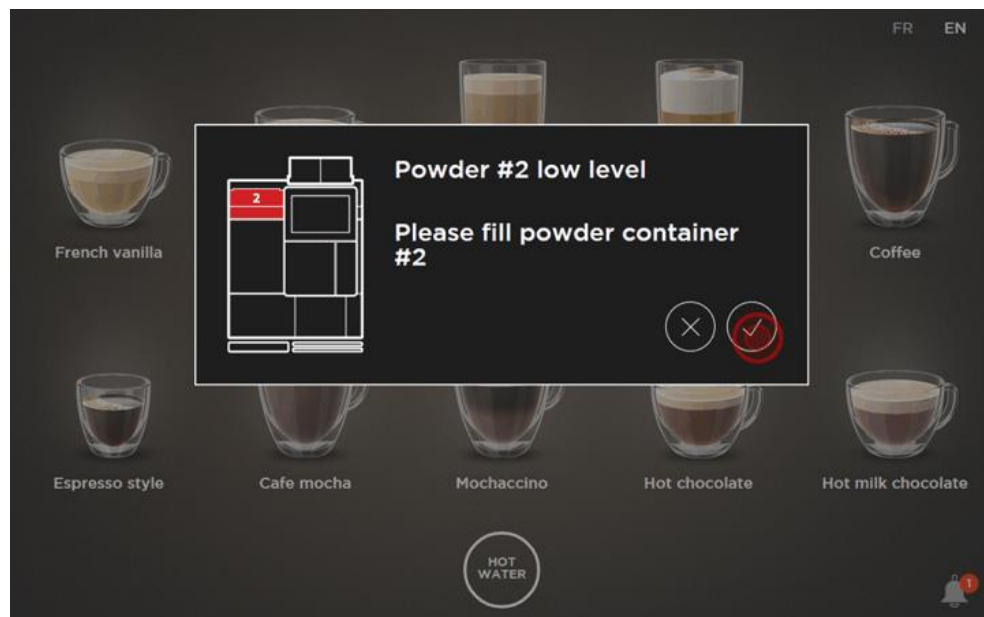 FR EN
Powder #2 low level
2
Please fill powder container
#2
French vanilla
Coffee
Espresso style
Cafe mocha
Mochaccino
Hot chocolate
Hot milk chocolate
HOT
WATER
1